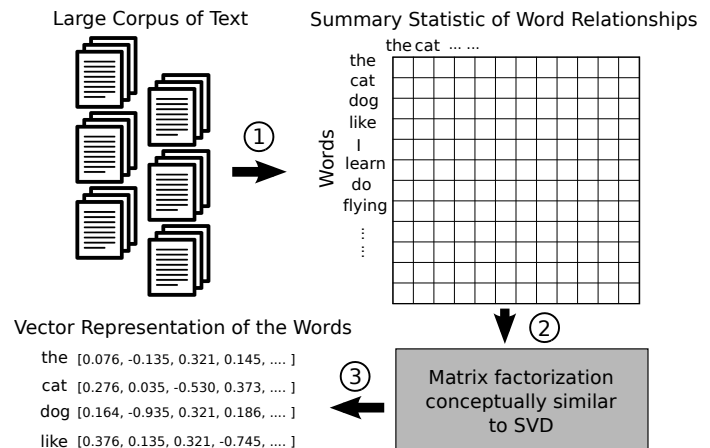 Large Corpus of Text
Summary Statistic of Word Relationships
the cat ... ...
the
cat
dog
like
I
learn
do
flying
...
...
Words
1
2
Vector Representation of the Words
the [0.076, -0.135, 0.321, 0.145, .... ]
cat [0.276, 0.035, -0.530, 0.373, .... ]
dog [0.164, -0.935, 0.321, 0.186, .... ]
like [0.376, 0.135, 0.321, -0.745, .... ]
3
Matrix factorization
conceptually similar
to SVD